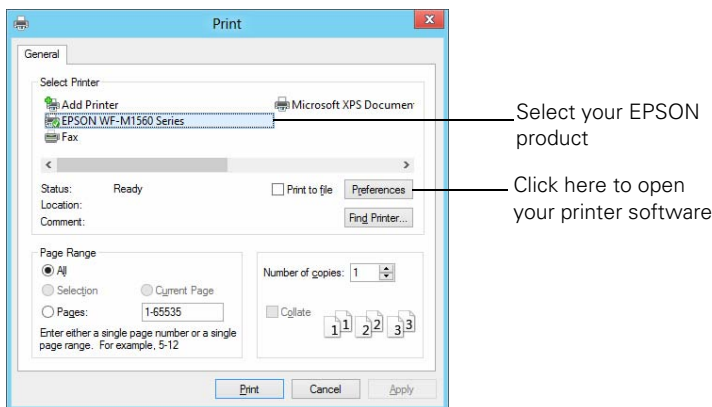 Print
X
General
Select Printer
Add Printer
Microsoft XPS Documen
EPSON WF-M1560 Series
Fax
Status: Ready
Print to file
Preferences
Location:
Comment:
Find Printer...
Page Range
All
Selection
Current Page
Pages:
1-65535
Enter either a single page number or a single
page range. For example, 5-12
Number of copies: 1
Collate
1 1 2 2 3 3
Print
Cancel
Apply
Select your EPSON
product
Click here to open
your printer software